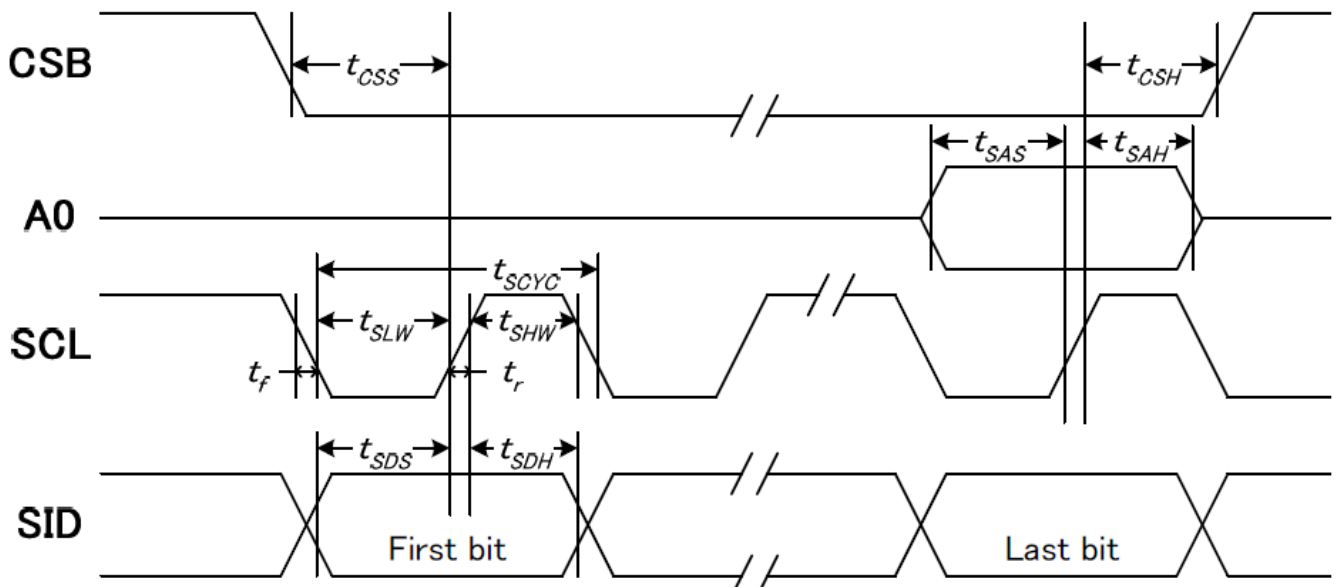 CSB
tCSS
tCSH
tSAS
tSAH
A0
tSCYC
SCL
tSLW
tSHW
tf
tr
tSDS
tSDH
SID
First bit
Last bit